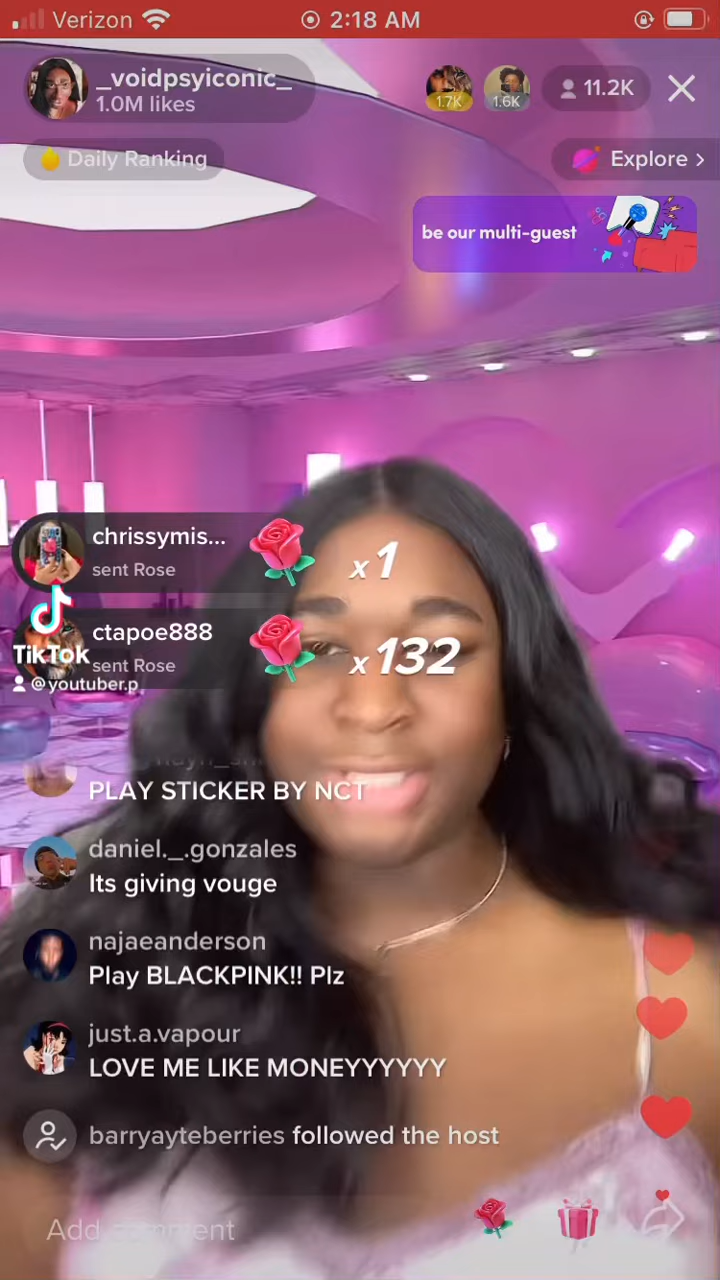 Verizon 2:18 AM
_voidpsyiconic_
1.0M likes
1.7K
1.6K
11.2K
Daily Ranking
Explore >
be our multi-guest
chrissymis...
sent Rose
x1
ctapoe888
sent Rose
x132
TikTok
@youtuber.p
PLAY STICKER BY NCT
daniel._.gonzales
Its giving vouge
najaeanderson
Play BLACKPINK!! Plz
just.a.vapour
LOVE ME LIKE MONEYYYYYY
barryayteberries followed the host
Add comment